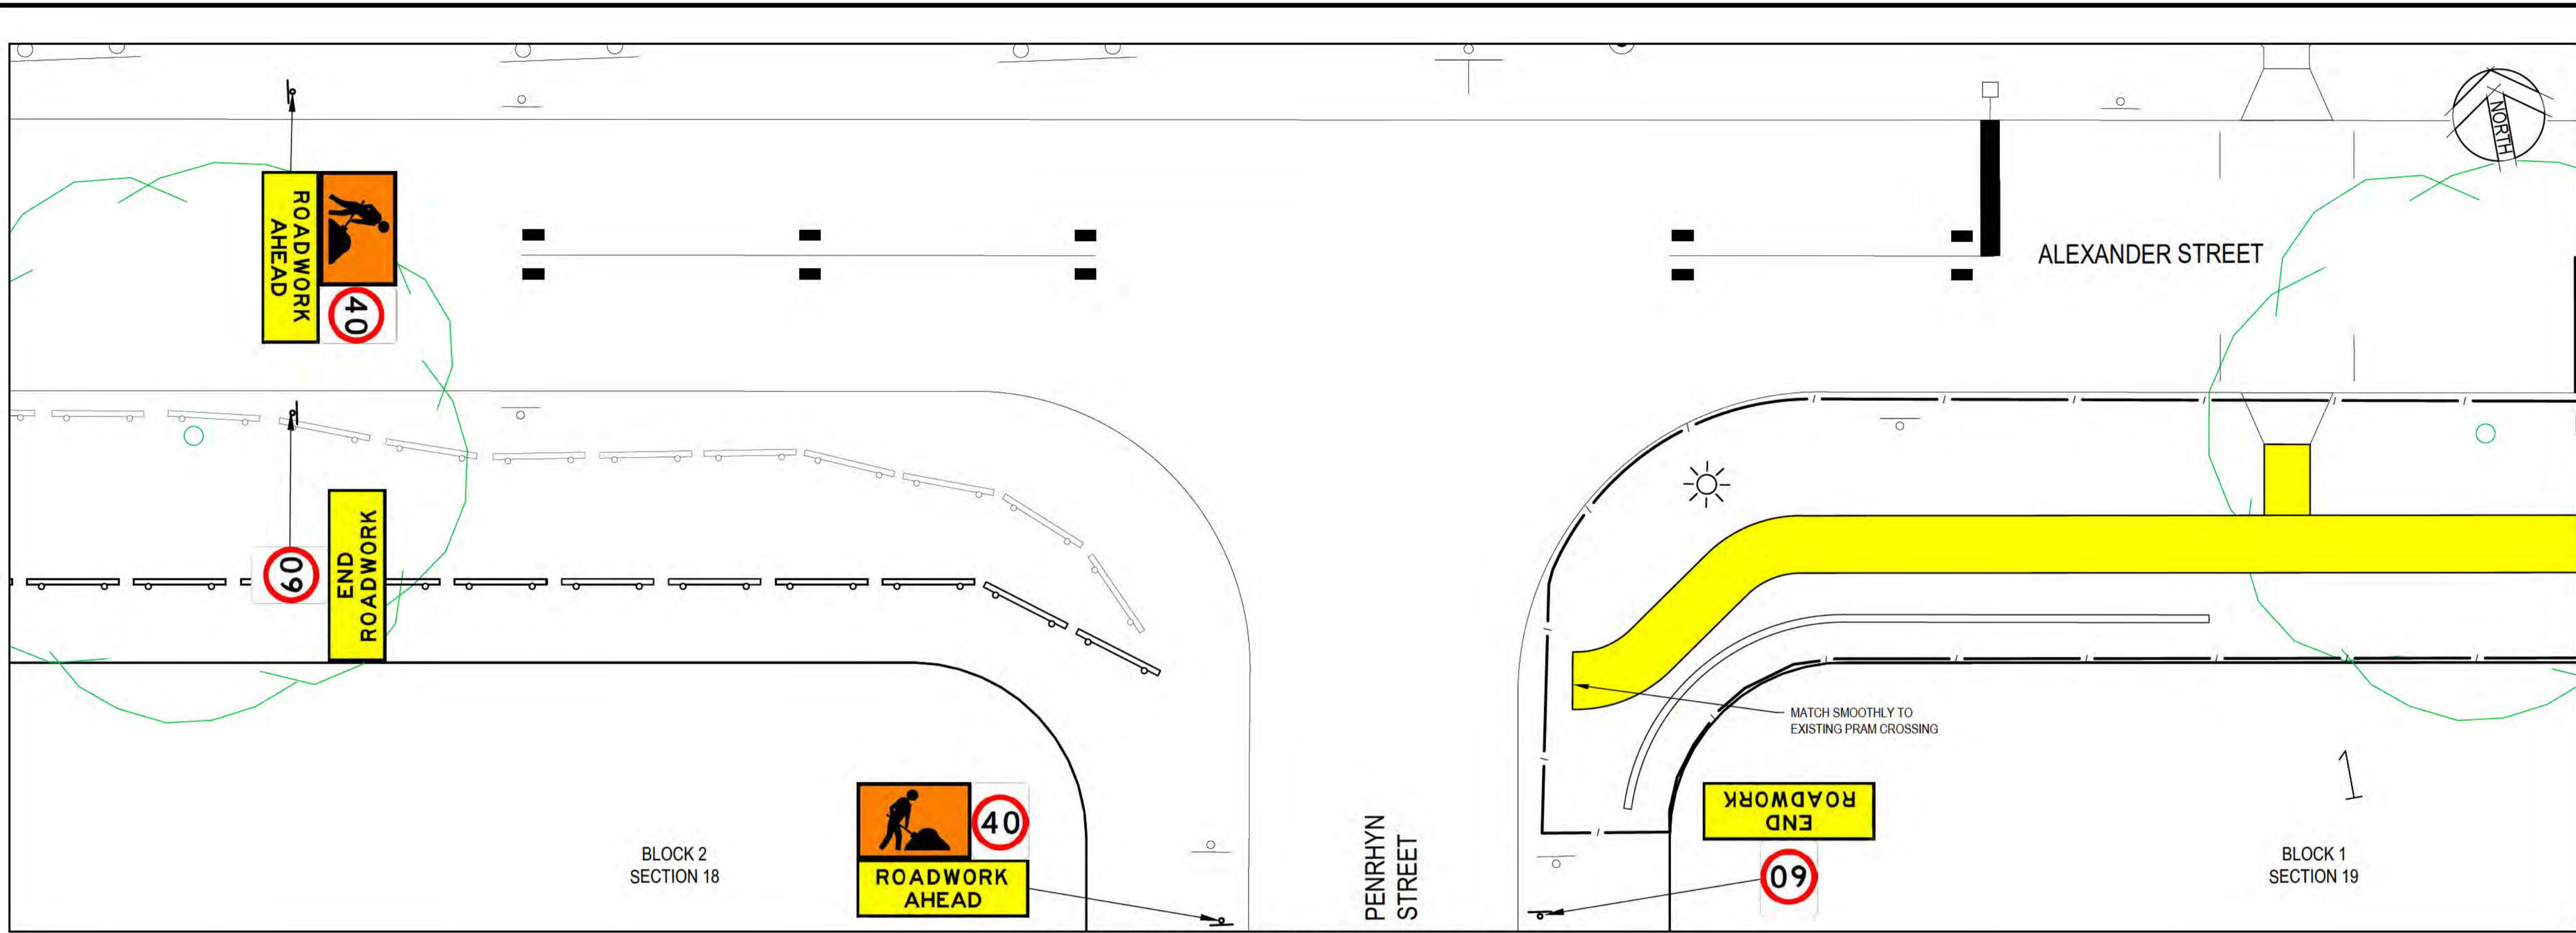 NORTH
ROADWORK
AHEAD
40
ALEXANDER STREET
60
END
ROADWORK
MATCH SMOOTHLY TO
EXISTING PRAM CROSSING
1
40
ROADWORK
AHEAD
BLOCK 2
SECTION 18
PENRHYN
STREET
END
ROADWORK
60
BLOCK 1
SECTION 19